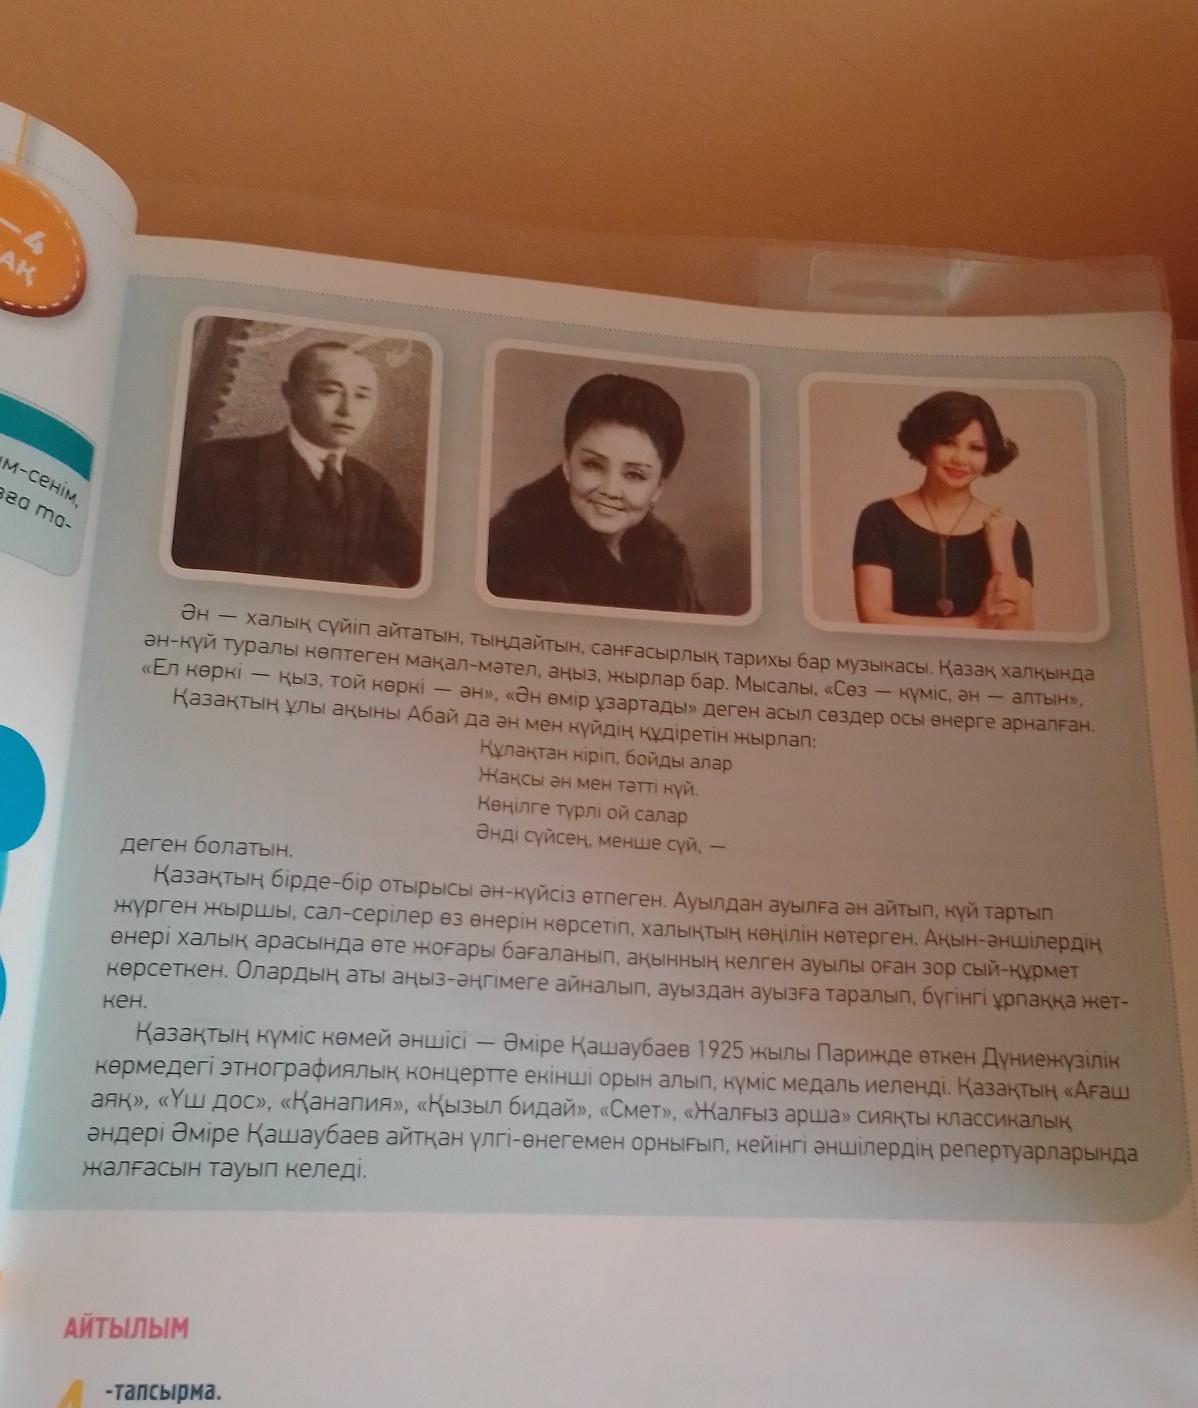 —4
АҚ
ым-сенім,
та-
Ән — халық сүйіп айтатын, тыңдайтын, санғасырлық тарихы бар музыкасы. Қазақ халқында
ән-күй туралы көптеген мақал-мәтел, аңыз, жырлар бар. Мысалы, «Сөз — күміс, ән — алтын»,
«Ел көркі — қыз, той көркі — ән», «Ән өмір ұзартады» деген асыл сөздер осы өнерге арналған.
Қазақтың ұлы ақыны Абай да ән мен күйдің құдіретін жырлап:
Құлақтан кіріп, бойды алар
Жақсы ән мен тәтті күй.
Көңілге түрлі ой салар
Әнді сүйсең, менше сүй, —
деген болатын.
Қазақтың бірде-бір отырысы ән-күйсіз өтпеген. Ауылдан ауылға ән айтып, күй тартып
жүрген жыршы, сал-серілер өз өнерін көрсетіп, халықтың көңілін көтерген. Ақын-әншілердің
өнері халық арасында өте жоғары бағаланып, ақынның келген ауылы оған зор сый-құрмет
көрсеткен. Олардың аты аңыз-әңгімеге айналып, ауыздан ауызға таралып, бүгінгі ұрпаққа жет-
кен.
Қазақтың күміс көмей әншісі — Әміре Қашаубаев 1925 жылы Парижде өткен Дүниежүзілік
көрмедегі этнографиялық концертте екінші орын алып, күміс медаль иеленді. Қазақтың «Ағаш
аяқ», «Үш дос», «Қанапия», «Қызыл бидай», «Смет», «Жалғыз арша» сияқты классикалық
әндері Әміре Қашаубаев айтқан үлгі-өнегемен орнығып, кейінгі әншілердің репертуарларында
жалғасын тауып келеді.
АЙТЫЛЫМ
4 -тапсырма.